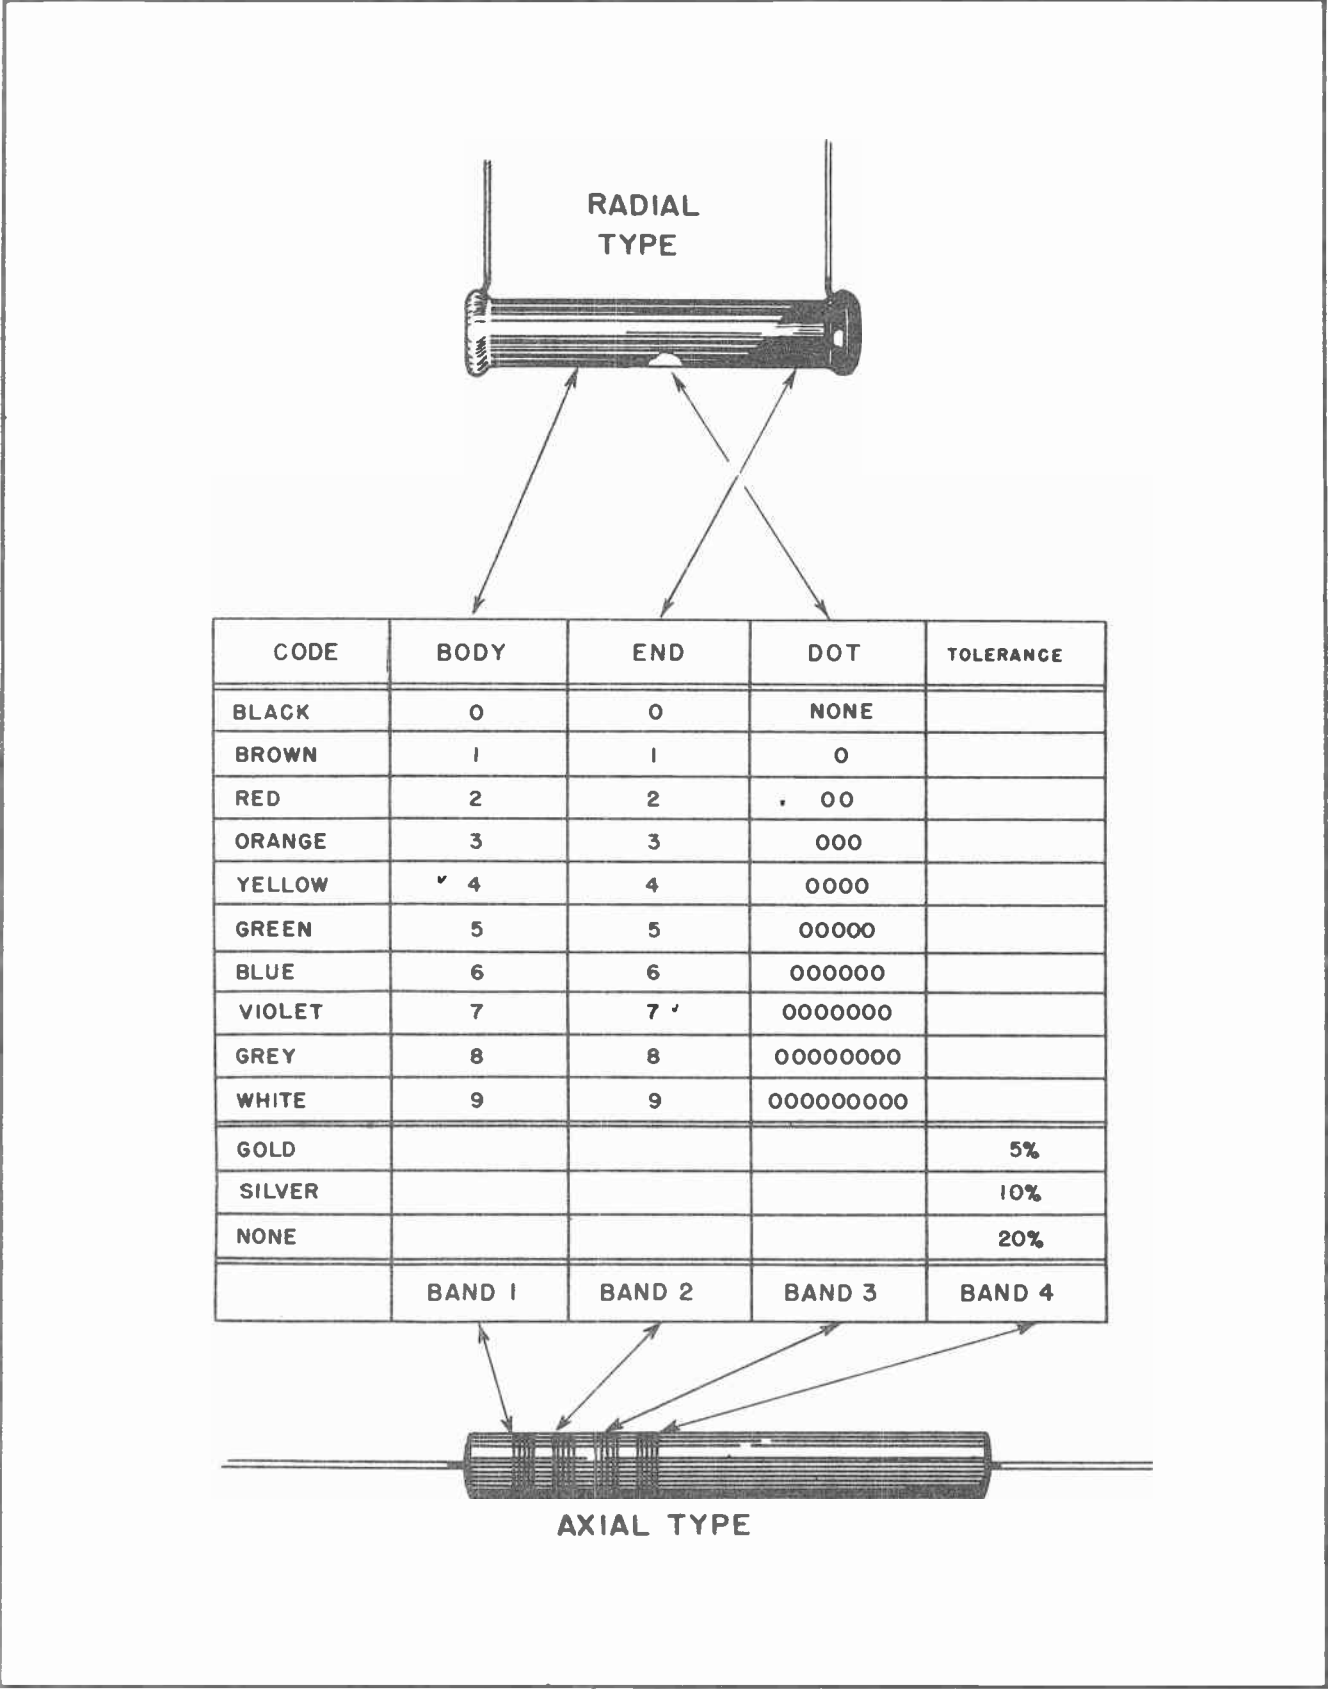 RADIAL
TYPE
CODE BODY END DOT TOLERANCE
BLACK 0 0 NONE
BROWN 1 1 0
RED 2 2 00
ORANGE 3 3 000
YELLOW 4 4 0000
GREEN 5 5 00000
BLUE 6 6 000000
VIOLET 7 7 0000000
GREY 8 8 00000000
WHITE 9 9 000000000
GOLD 5%
SILVER 10%
NONE 20%
BAND 1 BAND 2 BAND 3 BAND 4
AXIAL TYPE